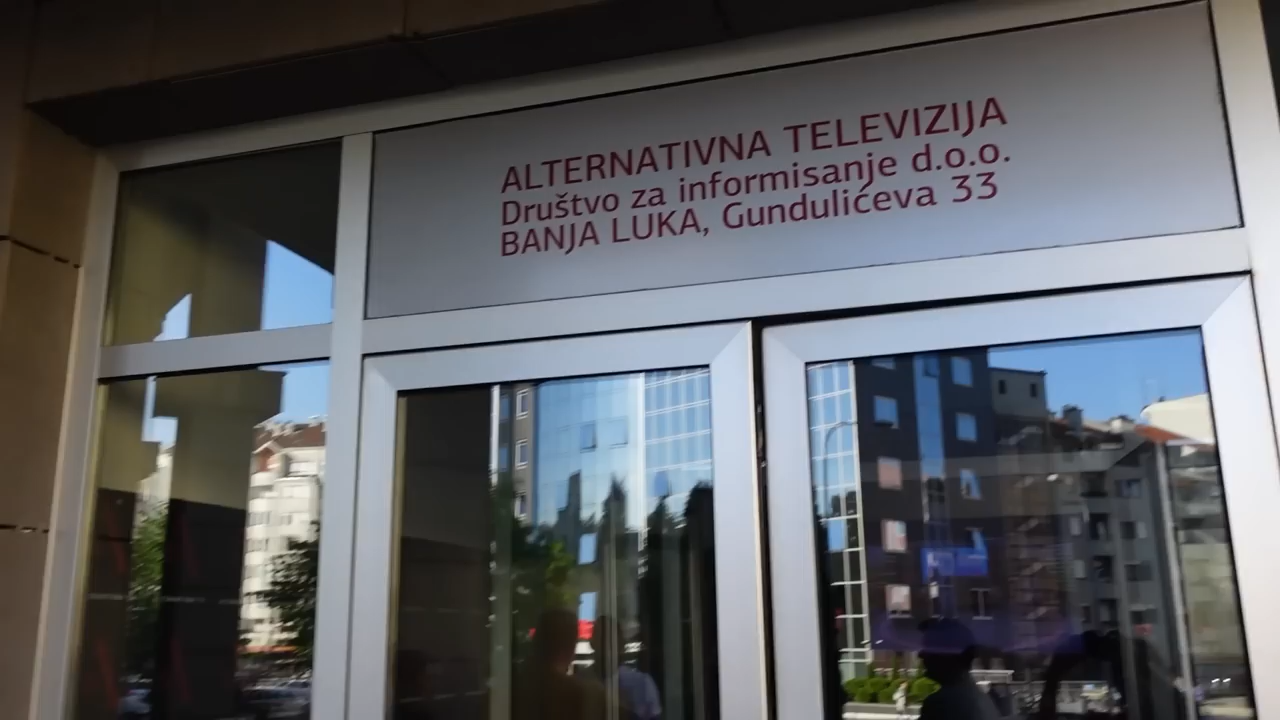 ALTERNATIVNA TELEVIZIJA
Društvo za informisanje d.o.o.
BANJA LUKA, Gundulićeva 33